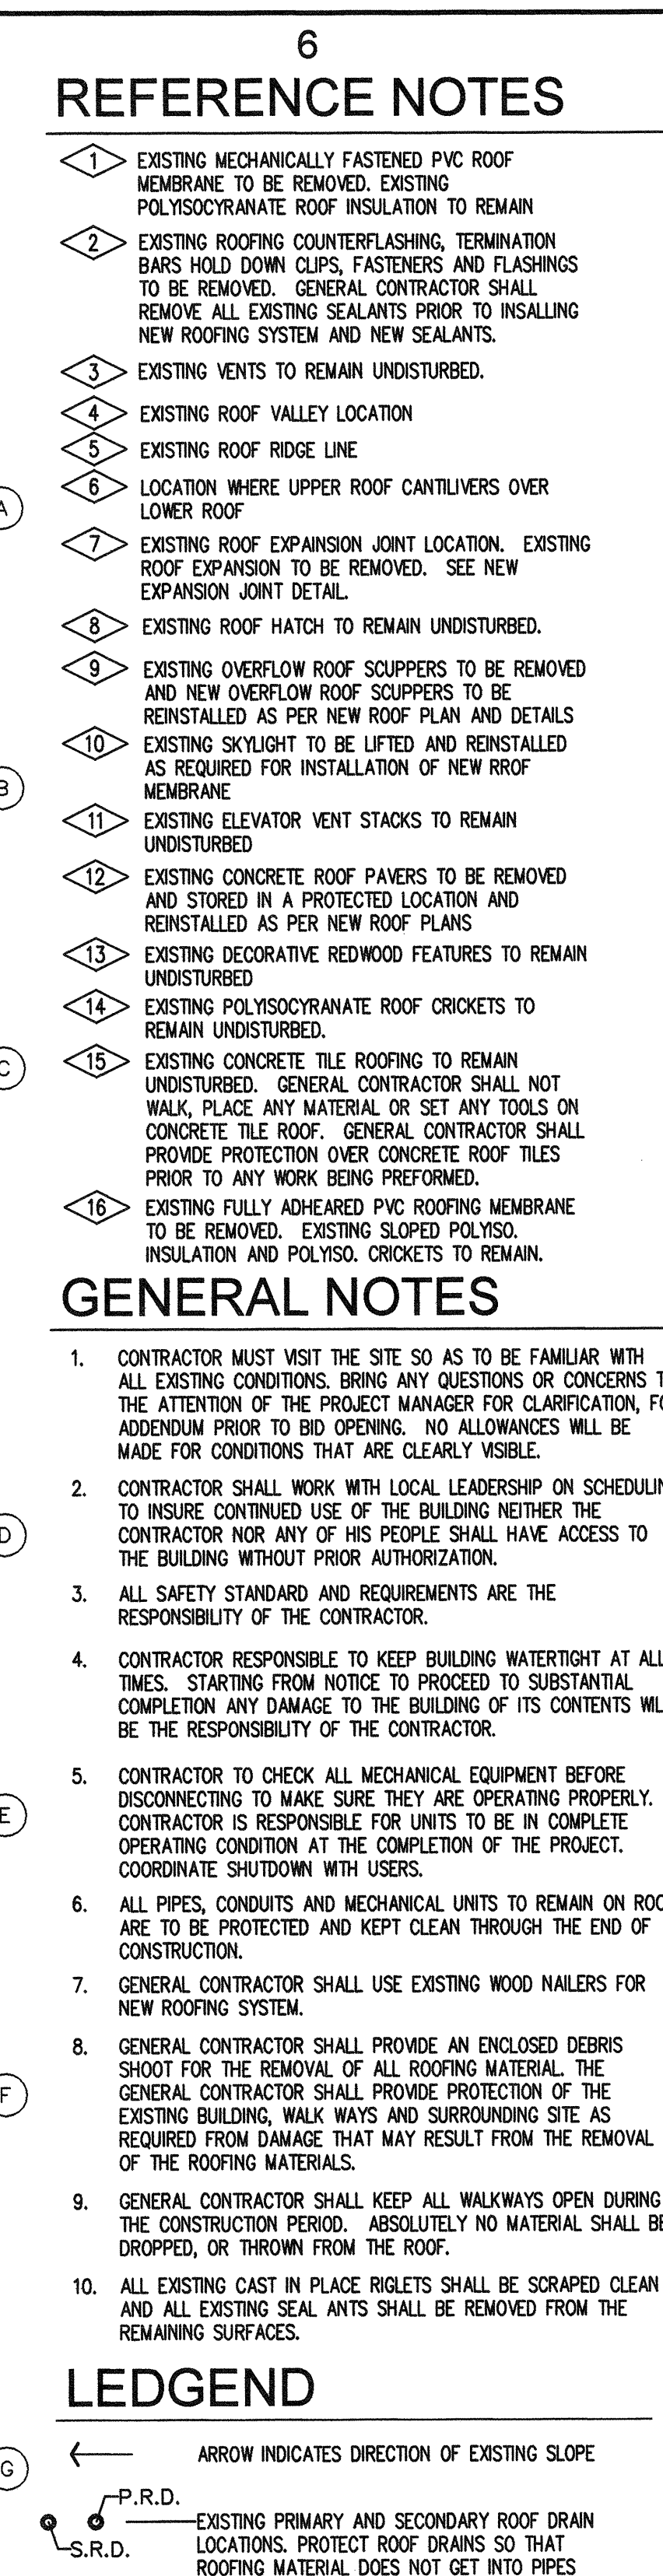 6
REFERENCE NOTES
1 EXISTING MECHANICALLY FASTENED PVC ROOF
MEMBRANE TO BE REMOVED. EXISTING
POLYISOCYRANATE ROOF INSULATION TO REMAIN
2 EXISTING ROOFING COUNTERFLASHING, TERMINATION
BARS HOLD DOWN CLIPS, FASTENERS AND FLASHINGS
TO BE REMOVED. GENERAL CONTRACTOR SHALL
REMOVE ALL EXISTING SEALANTS PRIOR TO INSALLING
NEW ROOFING SYSTEM AND NEW SEALANTS.
3 EXISTING VENTS TO REMAIN UNDISTURBED.
4 EXISTING ROOF VALLEY LOCATION
5 EXISTING ROOF RIDGE LINE
6 LOCATION WHERE UPPER ROOF CANTILIVERS OVER
A
LOWER ROOF
7 EXISTING ROOF EXPAINSION JOINT LOCATION. EXISTING
ROOF EXPANSION TO BE REMOVED. SEE NEW
EXPANSION JOINT DETAIL.
8 EXISTING ROOF HATCH TO REMAIN UNDISTURBED.
9 EXISTING OVERFLOW ROOF SCUPPERS TO BE REMOVED
AND NEW OVERFLOW ROOF SCUPPERS TO BE
REINSTALLED AS PER NEW ROOF PLAN AND DETAILS
10 EXISTING SKYLIGHT TO BE LIFTED AND REINSTALLED
AS REQUIRED FOR INSTALLATION OF NEW RROF
B
MEMBRANE
11 EXISTING ELEVATOR VENT STACKS TO REMAIN
UNDISTURBED
12 EXISTING CONCRETE ROOF PAVERS TO BE REMOVED
AND STORED IN A PROTECTED LOCATION AND
REINSTALLED AS PER NEW ROOF PLANS
13 EXISTING DECORATIVE REDWOOD FEATURES TO REMAIN
UNDISTURBED
14 EXISTING POLYISOCYRANATE ROOF CRICKETS TO
REMAIN UNDISTURBED.
C
15 EXISTING CONCRETE TILE ROOFING TO REMAIN
UNDISTURBED. GENERAL CONTRACTOR SHALL NOT
WALK, PLACE ANY MATERIAL OR SET ANY TOOLS ON
CONCRETE TILE ROOF. GENERAL CONTRACTOR SHALL
PROVIDE PROTECTION OVER CONCRETE ROOF TILES
PRIOR TO ANY WORK BEING PREFORMED.
16 EXISTING FULLY ADHEARED PVC ROOFING MEMBRANE
TO BE REMOVED. EXISTING SLOPED POLYISO.
INSULATION AND POLYISO. CRICKETS TO REMAIN.
GENERAL NOTES
1. CONTRACTOR MUST VISIT THE SITE SO AS TO BE FAMILIAR WITH
ALL EXISTING CONDITIONS. BRING ANY QUESTIONS OR CONCERNS T
THE ATTENTION OF THE PROJECT MANAGER FOR CLARIFICATION, FO
ADDENDUM PRIOR TO BID OPENING. NO ALLOWANCES WILL BE
MADE FOR CONDITIONS THAT ARE CLEARLY VISIBLE.
2. CONTRACTOR SHALL WORK WITH LOCAL LEADERSHIP ON SCHEDULIN
TO INSURE CONTINUED USE OF THE BUILDING NEITHER THE
D
CONTRACTOR NOR ANY OF HIS PEOPLE SHALL HAVE ACCESS TO
THE BUILDING WITHOUT PRIOR AUTHORIZATION.
3. ALL SAFETY STANDARD AND REQUIREMENTS ARE THE
RESPONSIBILITY OF THE CONTRACTOR.
4. CONTRACTOR RESPONSIBLE TO KEEP BUILDING WATERTIGHT AT ALL
TIMES. STARTING FROM NOTICE TO PROCEED TO SUBSTANTIAL
COMPLETION ANY DAMAGE TO THE BUILDING OF ITS CONTENTS WIL
BE THE RESPONSIBILITY OF THE CONTRACTOR.
5. CONTRACTOR TO CHECK ALL MECHANICAL EQUIPMENT BEFORE
DISCONNECTING TO MAKE SURE THEY ARE OPERATING PROPERLY.
E
CONTRACTOR IS RESPONSIBLE FOR UNITS TO BE IN COMPLETE
OPERATING CONDITION AT THE COMPLETION OF THE PROJECT.
COORDINATE SHUTDOWN WITH USERS.
6. ALL PIPES, CONDUITS AND MECHANICAL UNITS TO REMAIN ON ROO
ARE TO BE PROTECTED AND KEPT CLEAN THROUGH THE END OF
CONSTRUCTION.
7. GENERAL CONTRACTOR SHALL USE EXISTING WOOD NAILERS FOR
NEW ROOFING SYSTEM.
8. GENERAL CONTRACTOR SHALL PROVIDE AN ENCLOSED DEBRIS
SHOOT FOR THE REMOVAL OF ALL ROOFING MATERIAL. THE
F
GENERAL CONTRACTOR SHALL PROVIDE PROTECTION OF THE
EXISTING BUILDING, WALK WAYS AND SURROUNDING SITE AS
REQUIRED FROM DAMAGE THAT MAY RESULT FROM THE REMOVAL
OF THE ROOFING MATERIALS.
9. GENERAL CONTRACTOR SHALL KEEP ALL WALKWAYS OPEN DURING
THE CONSTRUCTION PERIOD. ABSOLUTELY NO MATERIAL SHALL BE
DROPPED, OR THROWN FROM THE ROOF.
10. ALL EXISTING CAST IN PLACE RIGLETS SHALL BE SCRAPED CLEAN
AND ALL EXISTING SEAL ANTS SHALL BE REMOVED FROM THE
REMAINING SURFACES.
LEDGEND
G
ARROW INDICATES DIRECTION OF EXISTING SLOPE
P.R.D.
EXISTING PRIMARY AND SECONDARY ROOF DRAIN
S.R.D.
LOCATIONS. PROTECT ROOF DRAINS SO THAT
ROOFING MATERIAL DOES NOT GET INTO PIPES